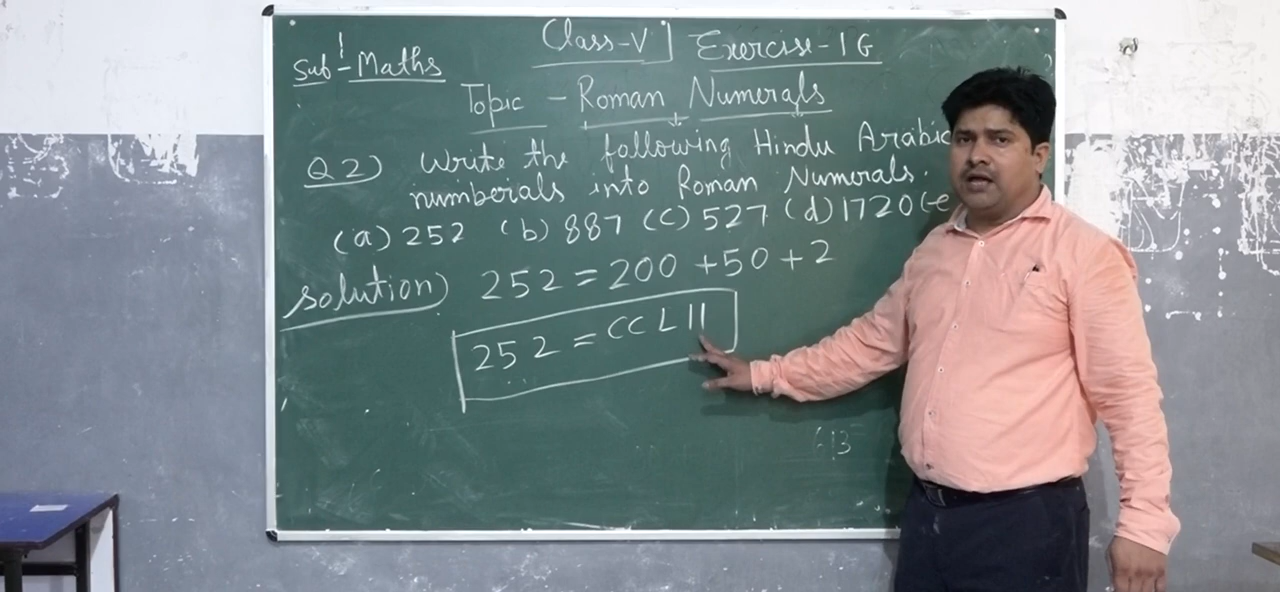 Class-V] Exercise-1G
Sub!-Maths
Topic - Roman Numerals
Q2) Write the following Hindu Arabic
numberials into Roman Numerals.
(a) 252 (b) 887 (c) 527 (d) 1720 (e
Solution) 252 = 200 + 50 + 2
252 = CCLII